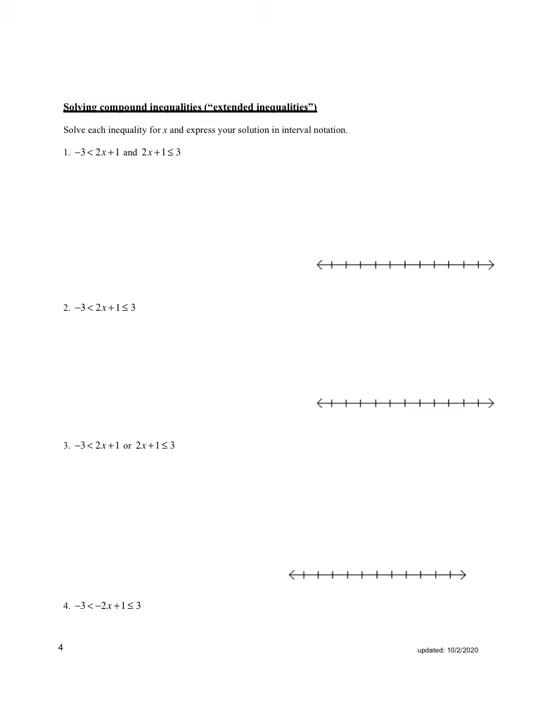 Solving compound inequalities (“extended inequalities”)
Solve each inequality for x and express your solution in interval notation.
1. −3 < 2x + 1 and 2x + 1 ≤ 3
2. −3 < 2x + 1 ≤ 3
3. −3 < 2x + 1 or 2x + 1 ≤ 3
4. −3 < −2x + 1 ≤ 3
4
updated: 10/2/2020